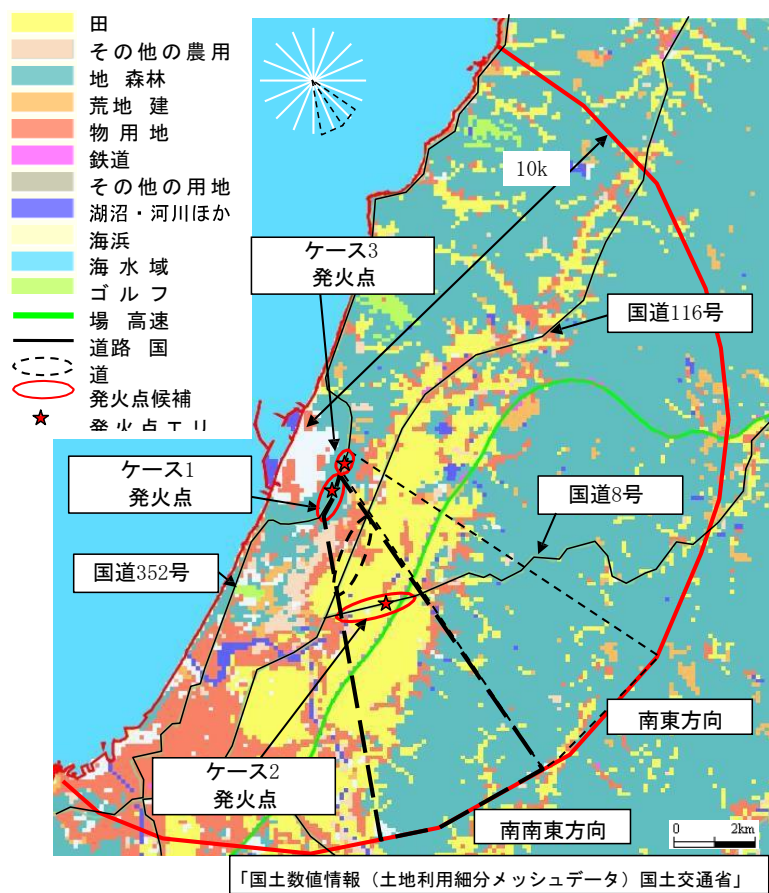 田
その他の農用
地 森林
荒地 建
物用地
鉄道
その他の用地
湖沼・河川ほか
海浜
海水域
ゴルフ
場 高速
道路 国
道
発火点候補
発火点エリ
10k
ケース3
発火点
国道116号
ケース1
発火点
国道8号
国道352号
南東方向
ケース2
発火点
南南東方向
0 2km
「国土数値情報（土地利用細分メッシュデータ）国土交通省」